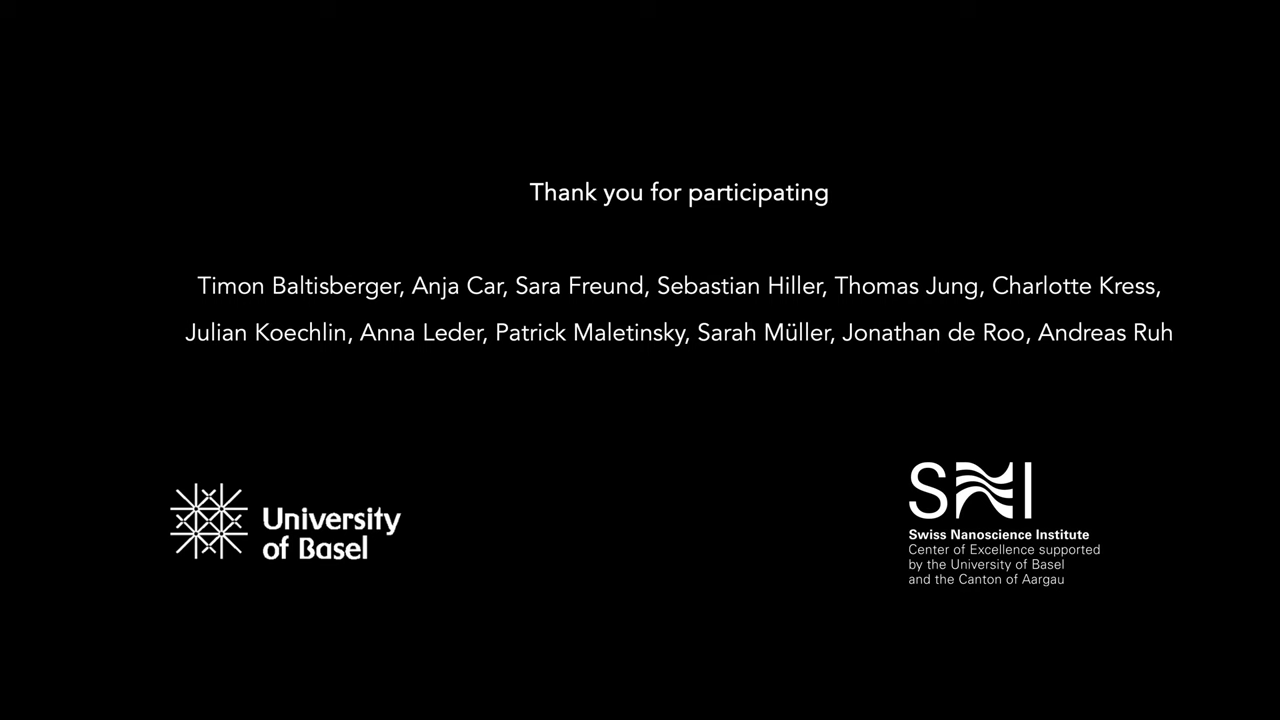 Thank you for participating
Timon Baltisberger, Anja Car, Sara Freund, Sebastian Hiller, Thomas Jung, Charlotte Kress,
Julian Koechlin, Anna Leder, Patrick Maletinsky, Sarah Müller, Jonathan de Roo, Andreas Ruh
University
of Basel
SNI
Swiss Nanoscience Institute
Center of Excellence supported
by the University of Basel
and the Canton of Aargau